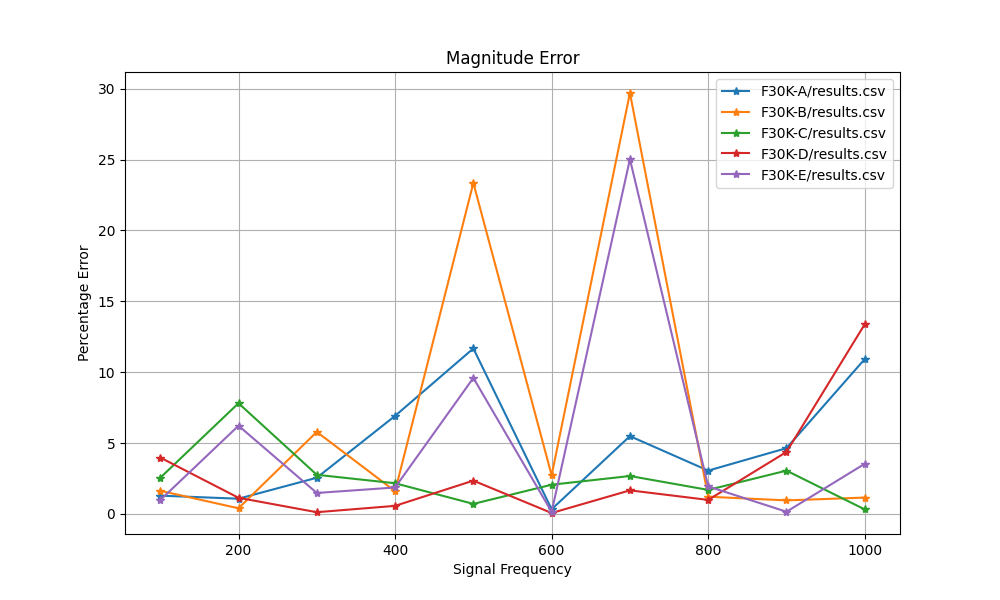 Magnitude Error
30
25
20
15
10
5
0
Percentage Error
F30K-A/results.csv
F30K-B/results.csv
F30K-C/results.csv
F30K-D/results.csv
F30K-E/results.csv
200 400 600 800 1000
Signal Frequency